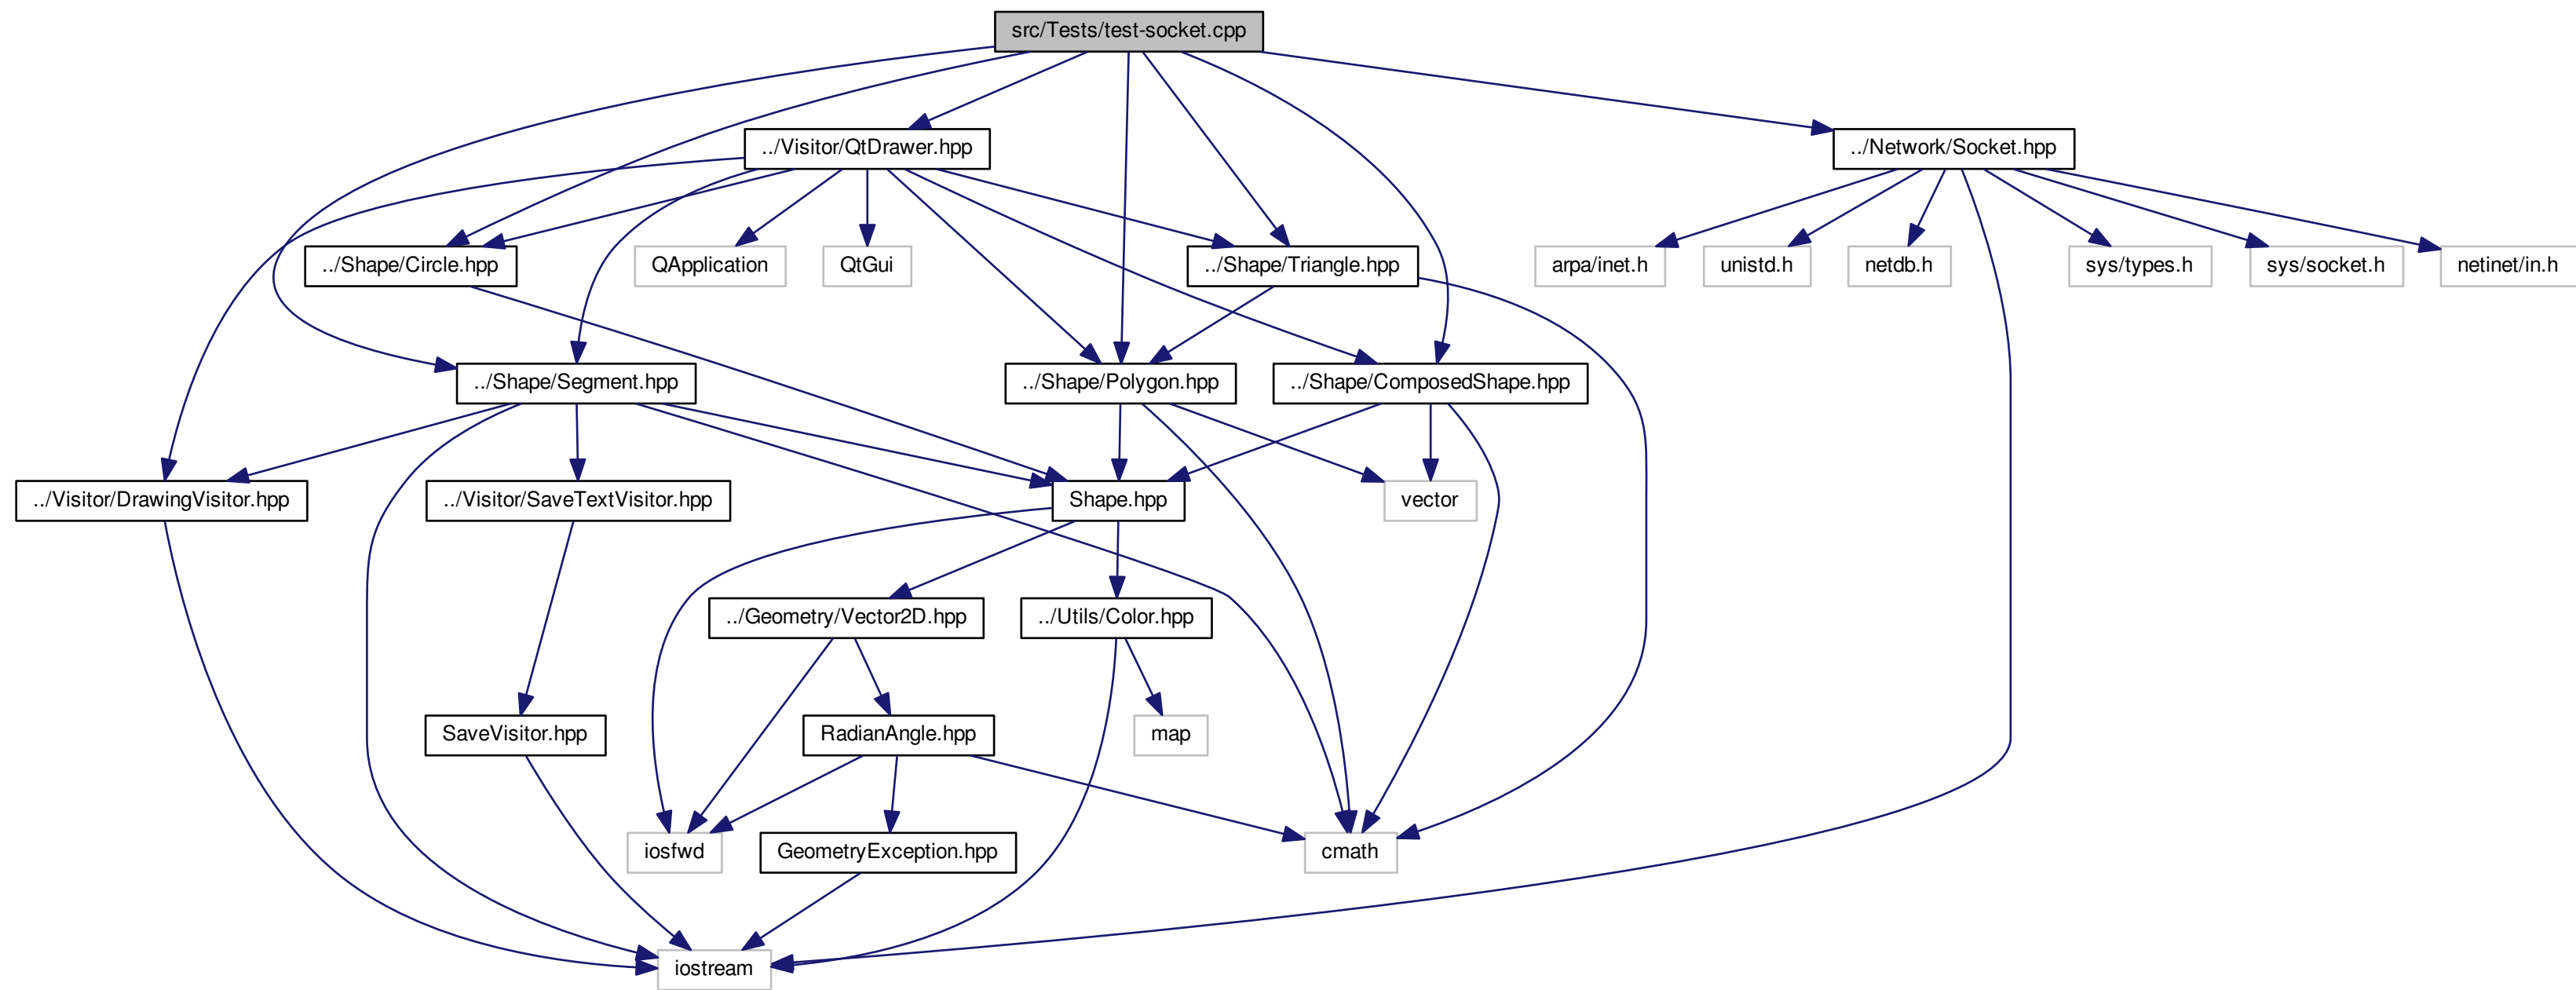 src/Tests/test-socket.cpp
../Visitor/QtDrawer.hpp
../Network/Socket.hpp
../Shape/Circle.hpp
QApplication
QtGui
../Shape/Triangle.hpp
arpa/inet.h
unistd.h
netdb.h
sys/types.h
sys/socket.h
netinet/in.h
../Shape/Segment.hpp
../Shape/Polygon.hpp
../Shape/ComposedShape.hpp
../Visitor/DrawingVisitor.hpp
../Visitor/SaveTextVisitor.hpp
Shape.hpp
vector
../Geometry/Vector2D.hpp
../Utils/Color.hpp
SaveVisitor.hpp
RadianAngle.hpp
map
iosfwd
GeometryException.hpp
cmath
iostream